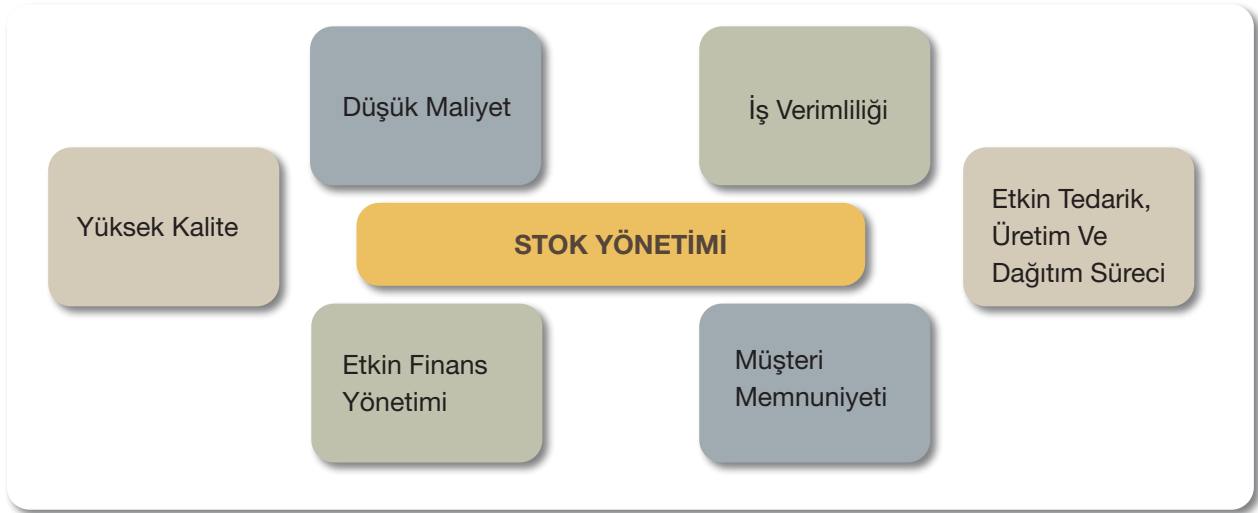 Düşük Maliyet
İş Verimliliği
Yüksek Kalite
STOK YÖNETİMİ
Etkin Tedarik,
Üretim Ve
Dağıtım Süreci
Etkin Finans
Yönetimi
Müşteri
Memnuniyeti